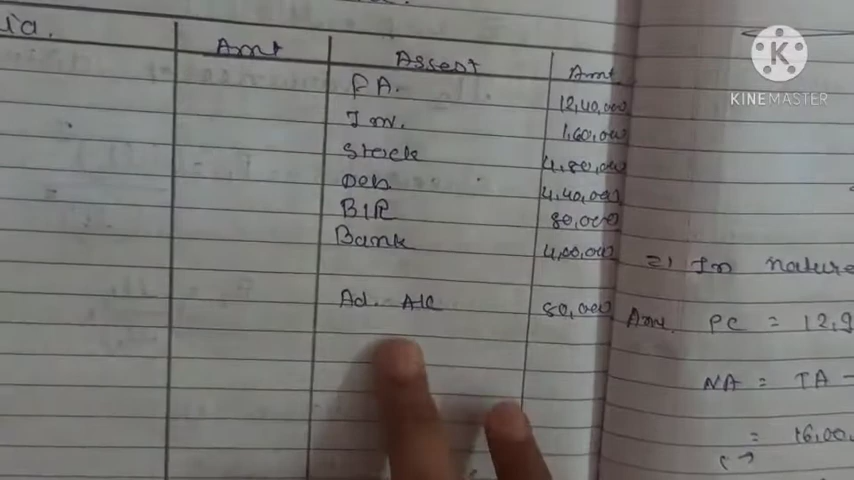 Amt Assest Amt
F A. 12,40,000
Inv. 1,60,000
Stock 4,80,000
Deb 4,40,000
B/R 80,000
Bank 4,00,000
Ad. A/C 80,000
=) In nature
Amt. PC = 12,9
NA = TA -
= 16,00,
KINEMASTER